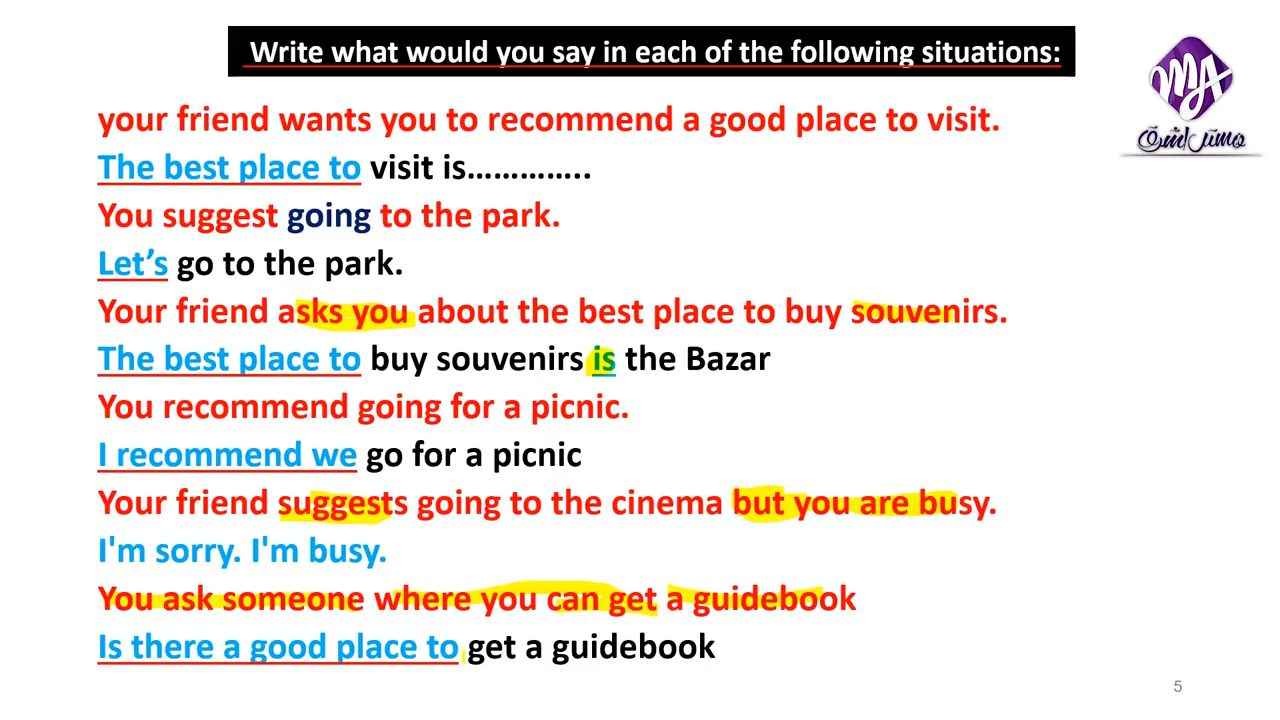 Write what would you say in each of the following situations:
MA
مستر اشرف
your friend wants you to recommend a good place to visit.
The best place to visit is…………..
You suggest going to the park.
Let’s go to the park.
Your friend asks you about the best place to buy souvenirs.
The best place to buy souvenirs is the Bazar
You recommend going for a picnic.
I recommend we go for a picnic
Your friend suggests going to the cinema but you are busy.
I'm sorry. I'm busy.
You ask someone where you can get a guidebook
Is there a good place to get a guidebook
5